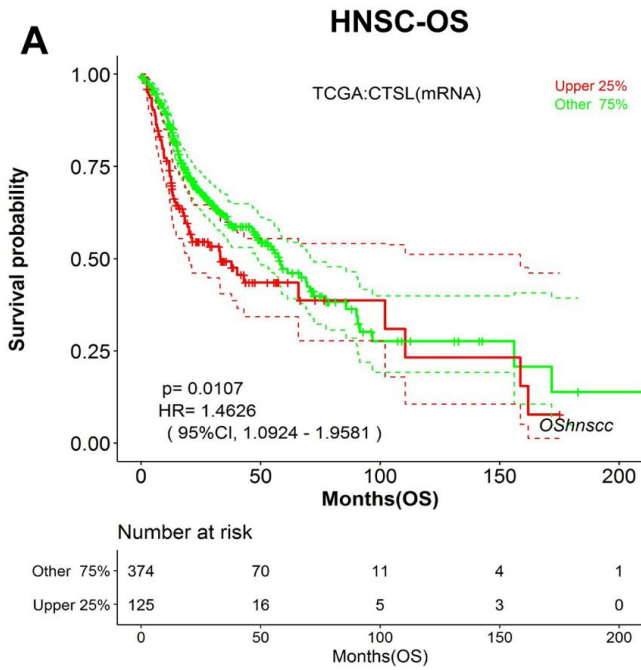 HNSC-OS
A
TCGA:CTSL(mRNA)
Upper 25%
Other 75%
Survival probability
1.00
0.75
0.50
0.25
0.00
p= 0.0107
HR= 1.4626
( 95%CI, 1.0924 - 1.9581 )
OShnscc
0 50 100 150 200
Months(OS)
Number at risk
Other 75% 374 70 11 4 1
Upper 25% 125 16 5 3 0
0 50 100 150 200
Months(OS)